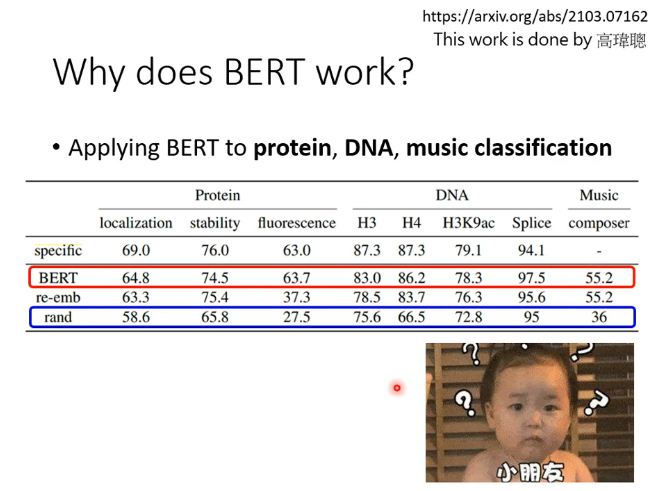 https://arxiv.org/abs/2103.07162
This work is done by 高瑋聰
Why does BERT work?
• Applying BERT to protein, DNA, music classification
Protein DNA Music
localization stability fluorescence H3 H4 H3K9ac Splice composer
specific 69.0 76.0 63.0 87.3 87.3 79.1 94.1 -
BERT 64.8 74.5 63.7 83.0 86.2 78.3 97.5 55.2
re-emb 63.3 75.4 37.3 78.5 83.7 76.3 95.6 55.2
rand 58.6 65.8 27.5 75.6 66.5 72.8 95 36
? ? ? ?
小朋友